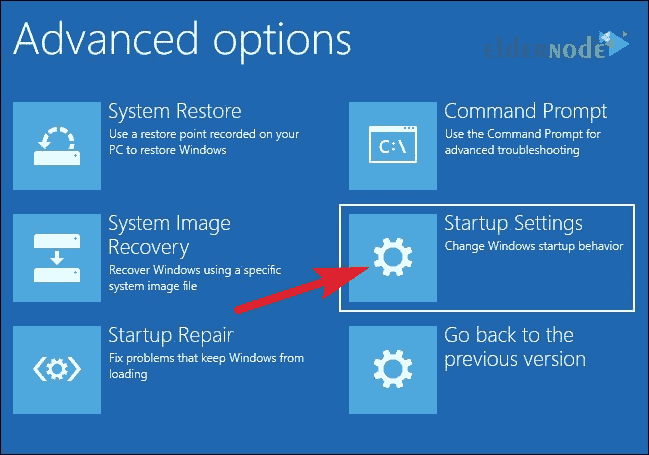 Advanced options
eldernode
System Restore
Use a restore point recorded on your
PC to restore Windows
Command Prompt
Use the Command Prompt for
advanced troubleshooting
C:\
System Image
Recovery
Recover Windows using a specific
system image file
Startup Settings
Change Windows startup behavior
Startup Repair
Fix problems that keep Windows from
loading
Go back to the
previous version